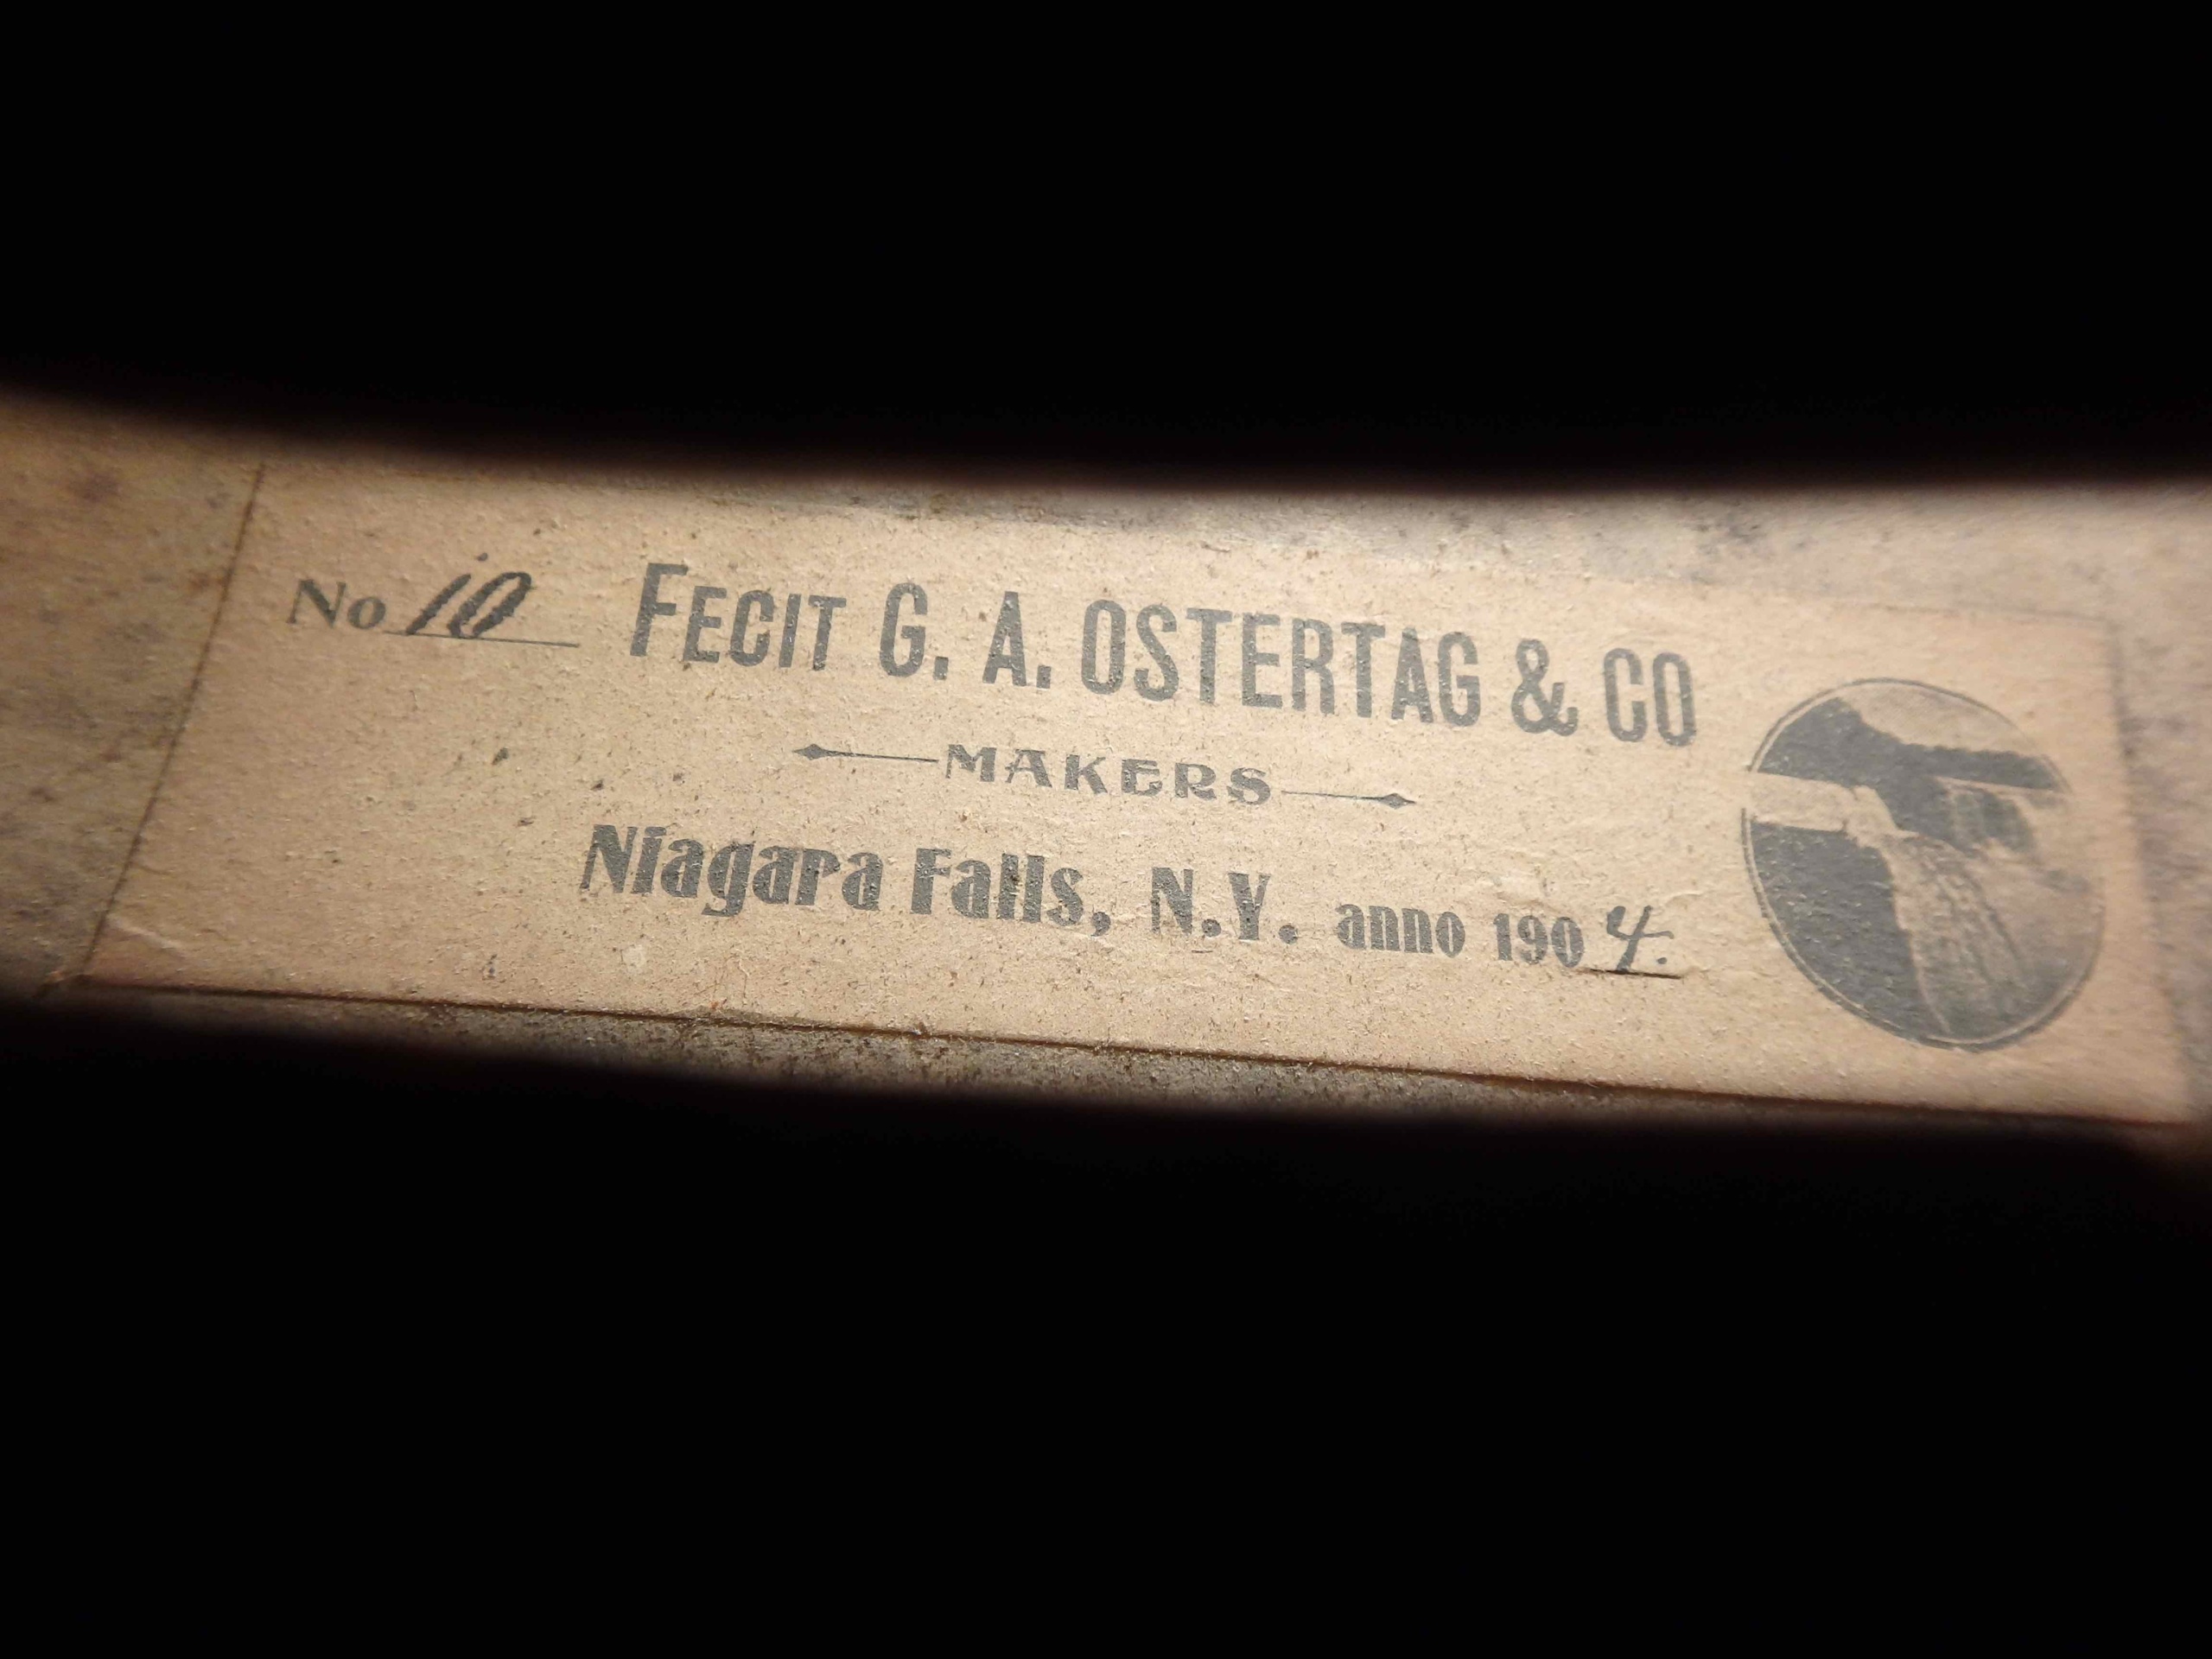 No 10 FECIT G. A. OSTERTAG & CO
MAKERS
Niagara Falls, N.Y. anno 1904.